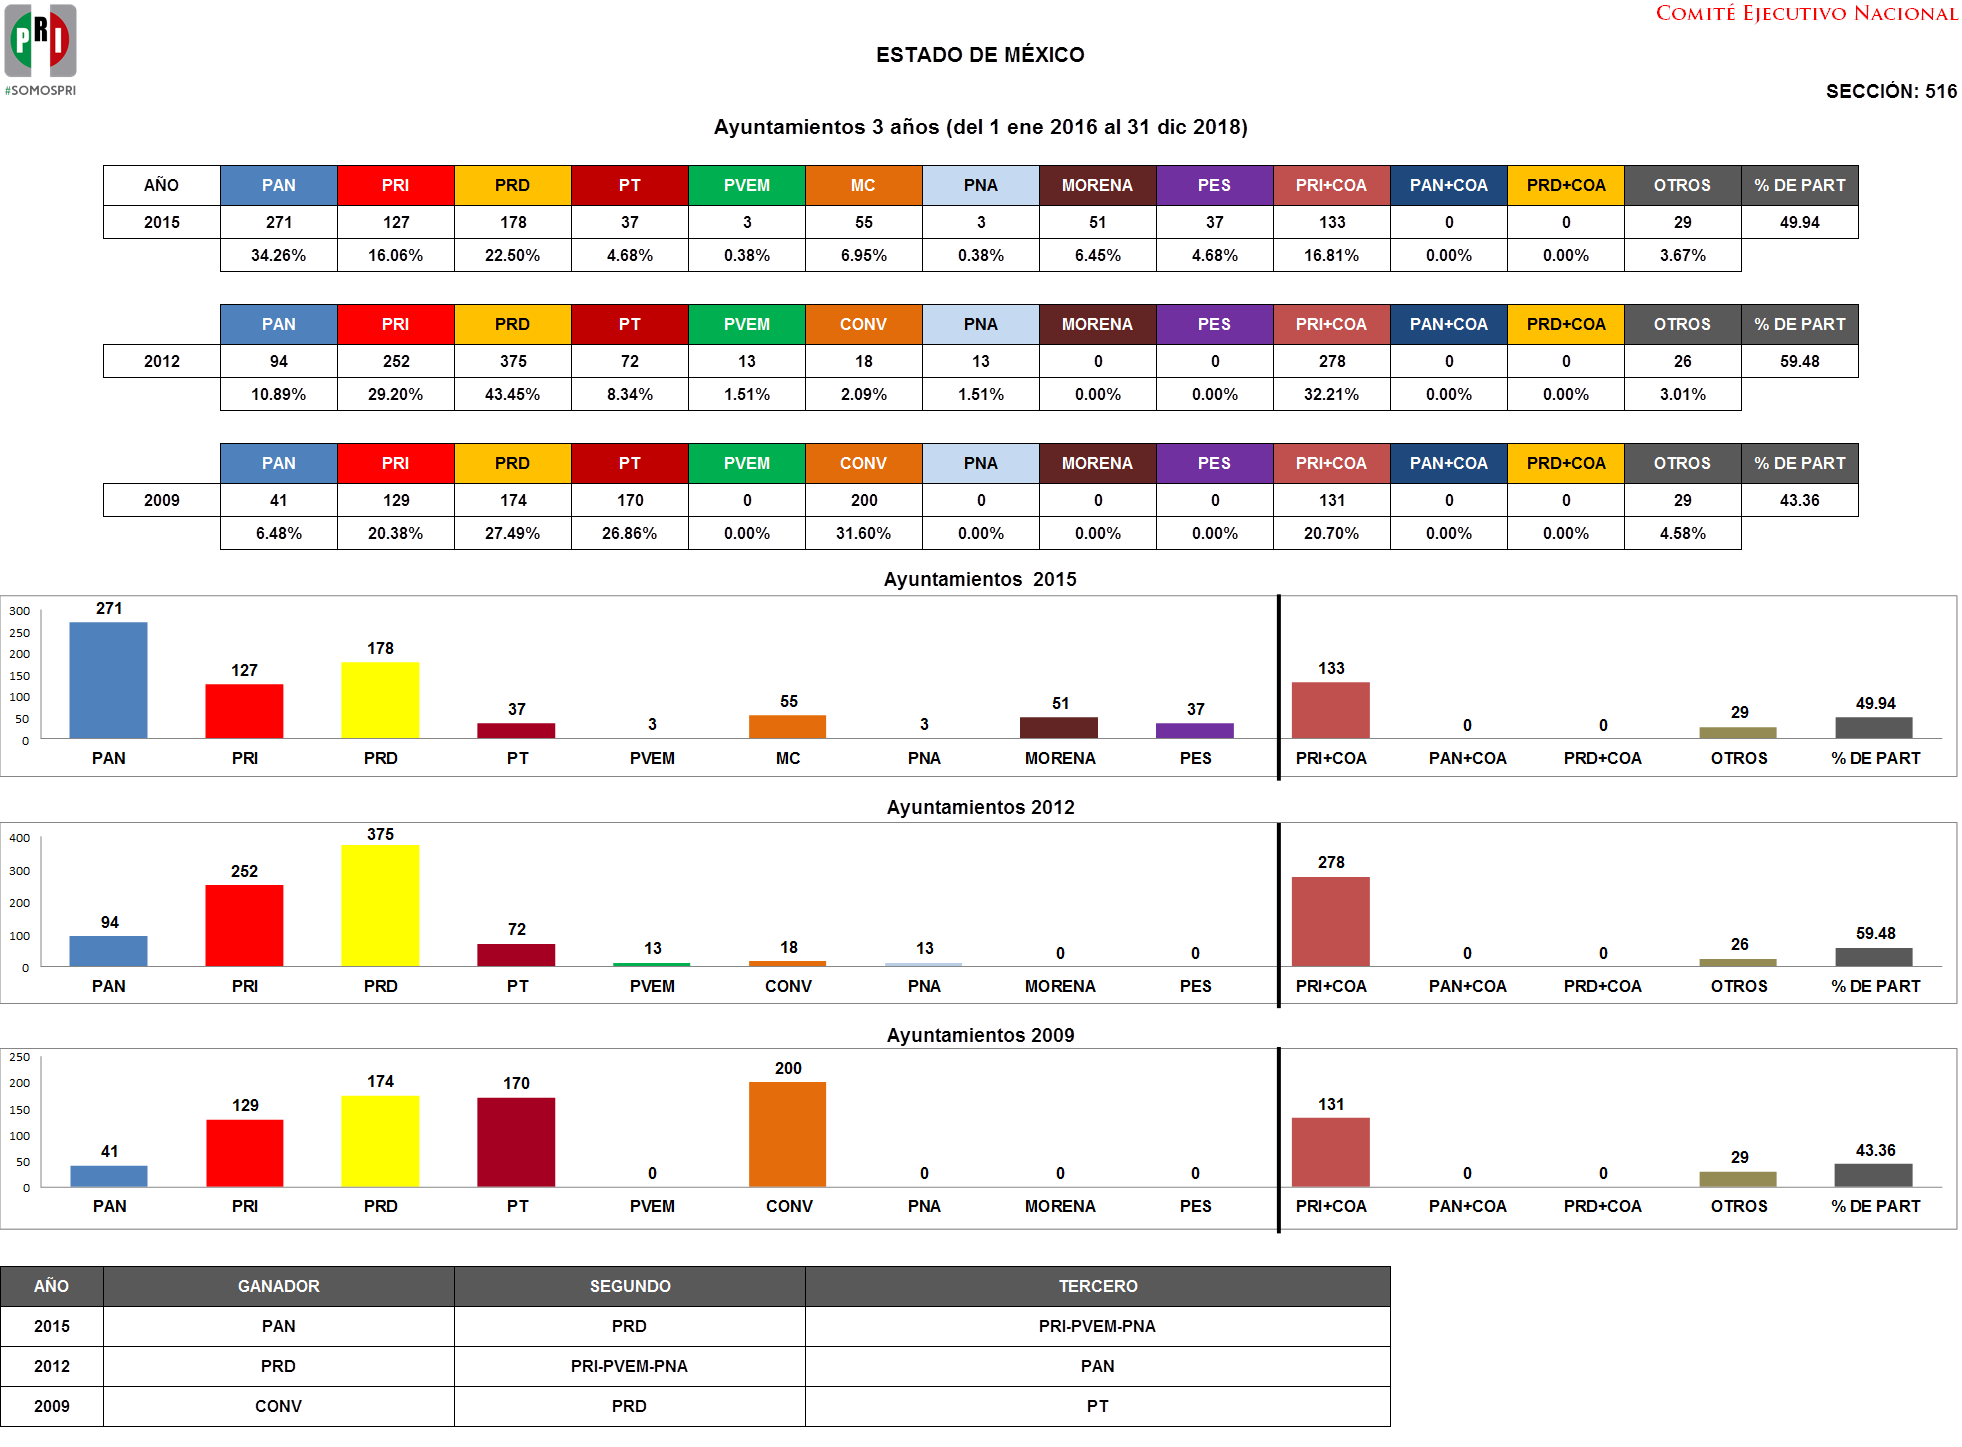 PRI
#SOMOSPRI
COMITÉ EJECUTIVO NACIONAL
ESTADO DE MÉXICO
SECCIÓN: 516
Ayuntamientos 3 años (del 1 ene 2016 al 31 dic 2018)
AÑO PAN PRI PRD PT PVEM MC PNA MORENA PES PRI+COA PAN+COA PRD+COA OTROS % DE PART
2015 271 127 178 37 3 55 3 51 37 133 0 0 29 49.94
34.26% 16.06% 22.50% 4.68% 0.38% 6.95% 0.38% 6.45% 4.68% 16.81% 0.00% 0.00% 3.67%
PAN PRI PRD PT PVEM CONV PNA MORENA PES PRI+COA PAN+COA PRD+COA OTROS % DE PART
2012 94 252 375 72 13 18 13 0 0 278 0 0 26 59.48
10.89% 29.20% 43.45% 8.34% 1.51% 2.09% 1.51% 0.00% 0.00% 32.21% 0.00% 0.00% 3.01%
PAN PRI PRD PT PVEM CONV PNA MORENA PES PRI+COA PAN+COA PRD+COA OTROS % DE PART
2009 41 129 174 170 0 200 0 0 0 131 0 0 29 43.36
6.48% 20.38% 27.49% 26.86% 0.00% 31.60% 0.00% 0.00% 0.00% 20.70% 0.00% 0.00% 4.58%
Ayuntamientos 2015
300
250
200
150
100
50
0
271 127 178 37 3 55 3 51 37 133 0 0 29 49.94
PAN PRI PRD PT PVEM MC PNA MORENA PES PRI+COA PAN+COA PRD+COA OTROS % DE PART
Ayuntamientos 2012
400
300
200
100
0
94 252 375 72 13 18 13 0 0 278 0 0 26 59.48
PAN PRI PRD PT PVEM CONV PNA MORENA PES PRI+COA PAN+COA PRD+COA OTROS % DE PART
Ayuntamientos 2009
250
200
150
100
50
0
41 129 174 170 0 200 0 0 0 131 0 0 29 43.36
PAN PRI PRD PT PVEM CONV PNA MORENA PES PRI+COA PAN+COA PRD+COA OTROS % DE PART
AÑO GANADOR SEGUNDO TERCERO
2015 PAN PRD PRI-PVEM-PNA
2012 PRD PRI-PVEM-PNA PAN
2009 CONV PRD PT